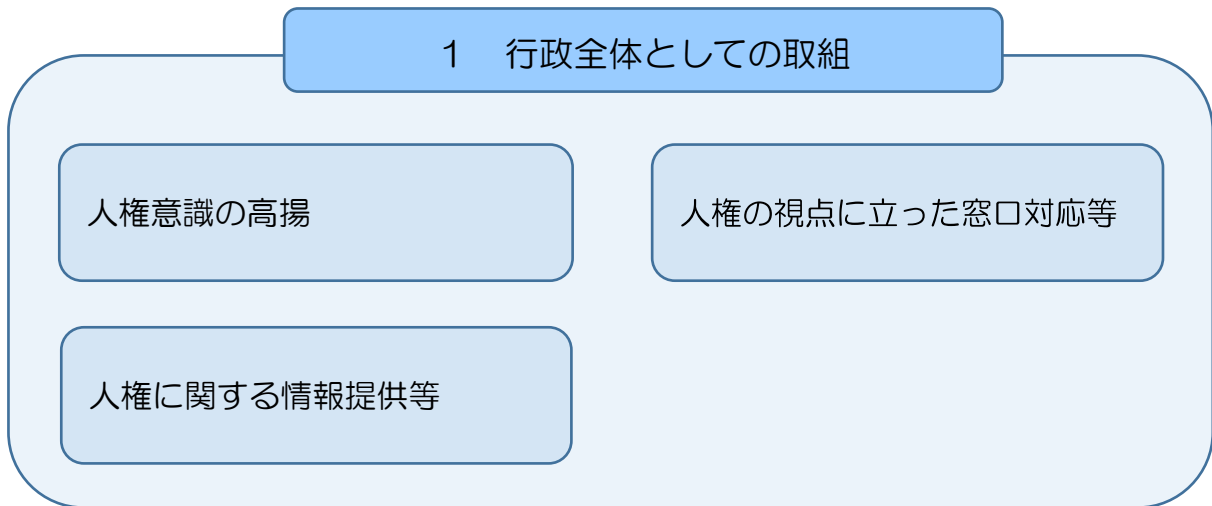 1　行政全体としての取組
人権意識の高揚
人権の視点に立った窓口対応等
人権に関する情報提供等